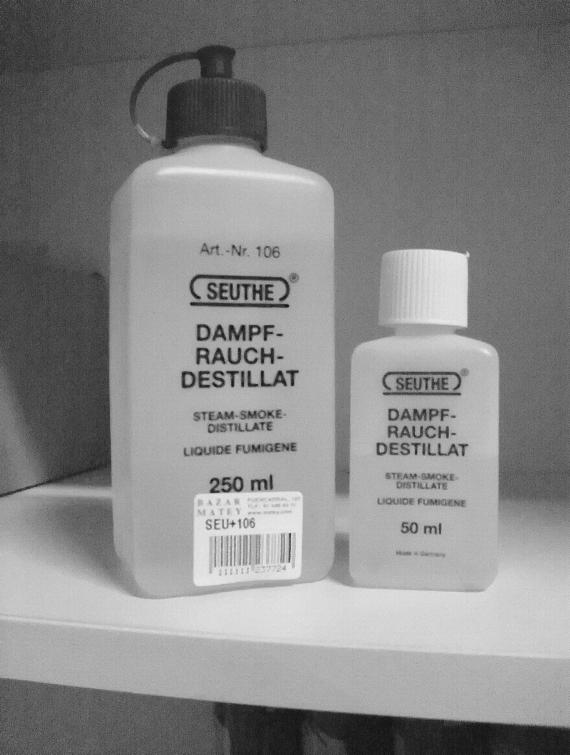 Art.-Nr. 106
SEUTHE®
DAMPF-
RAUCH-
DESTILLAT
STEAM-SMOKE-
DISTILLATE
LIQUIDE FUMIGENE
250 ml
BAZAR
MATEY
SEU+106
SEUTHE®
DAMPF-
RAUCH-
DESTILLAT
STEAM-SMOKE-
DISTILLATE
LIQUIDE FUMIGENE
50 ml
Made in Germany